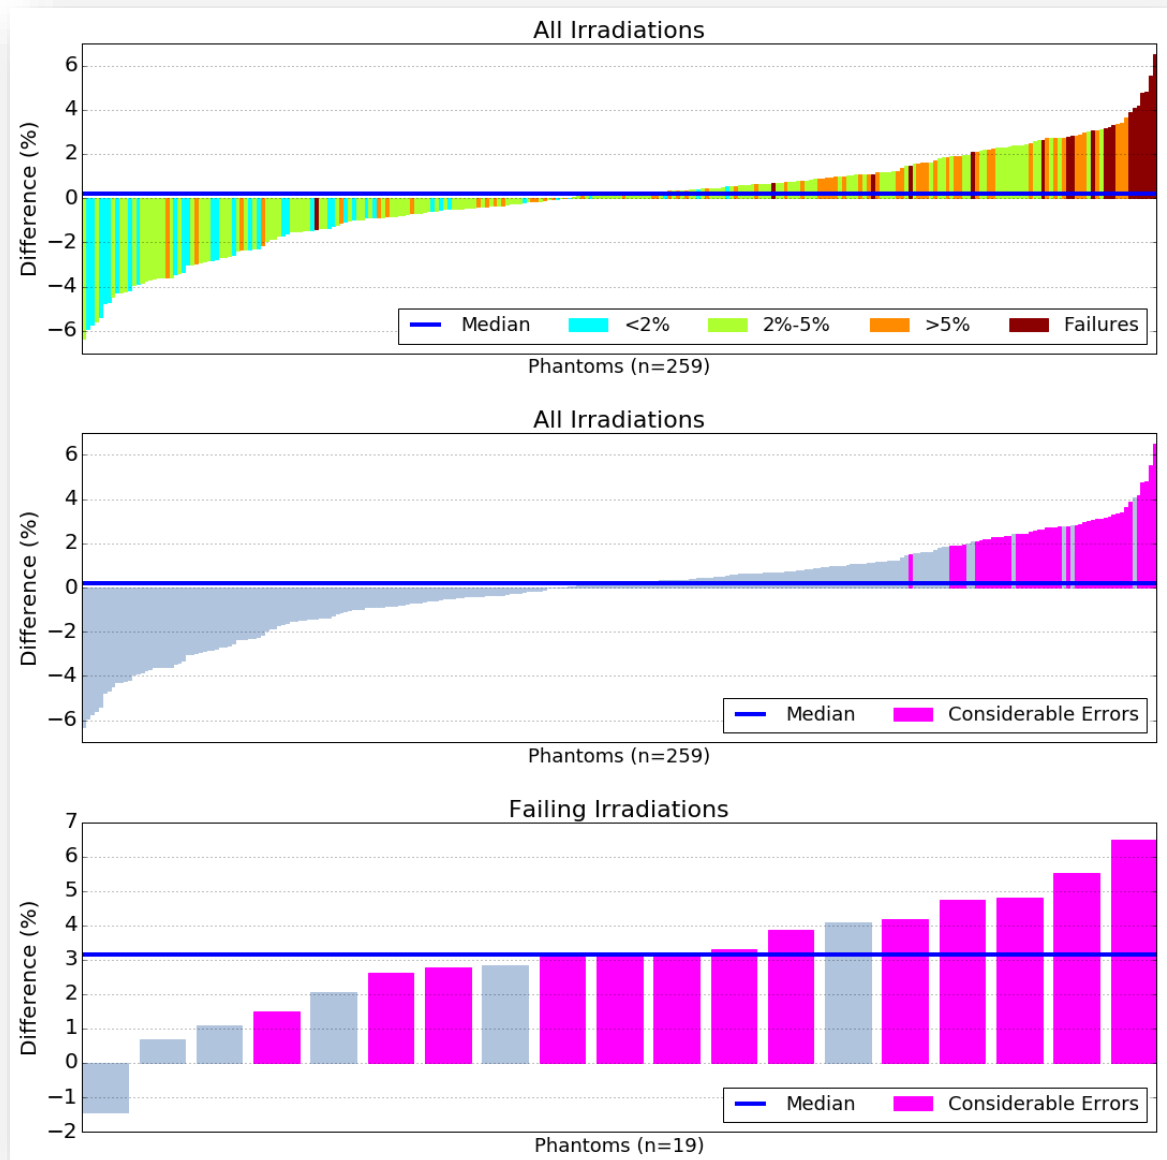 All Irradiations
6
4
2
0
−2
−4
−6
Difference (%)
Median <2% 2%-5% >5% Failures
Phantoms (n=259)
All Irradiations
6
4
2
0
−2
−4
−6
Difference (%)
Median Considerable Errors
Phantoms (n=259)
Failing Irradiations
7
6
5
4
3
2
1
0
−1
−2
Difference (%)
Median Considerable Errors
Phantoms (n=19)